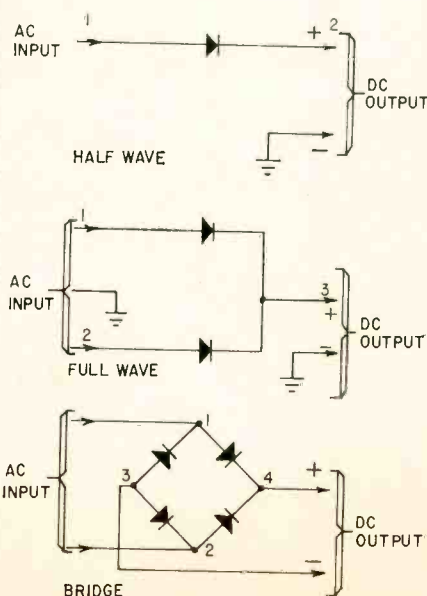 AC
INPUT
1
+ 2
DC
OUTPUT
−
HALF WAVE
1
AC
INPUT
3
+
−
DC
OUTPUT
2
FULL WAVE
1
AC
INPUT
3
4
+
DC
OUTPUT
2
−
BRIDGE